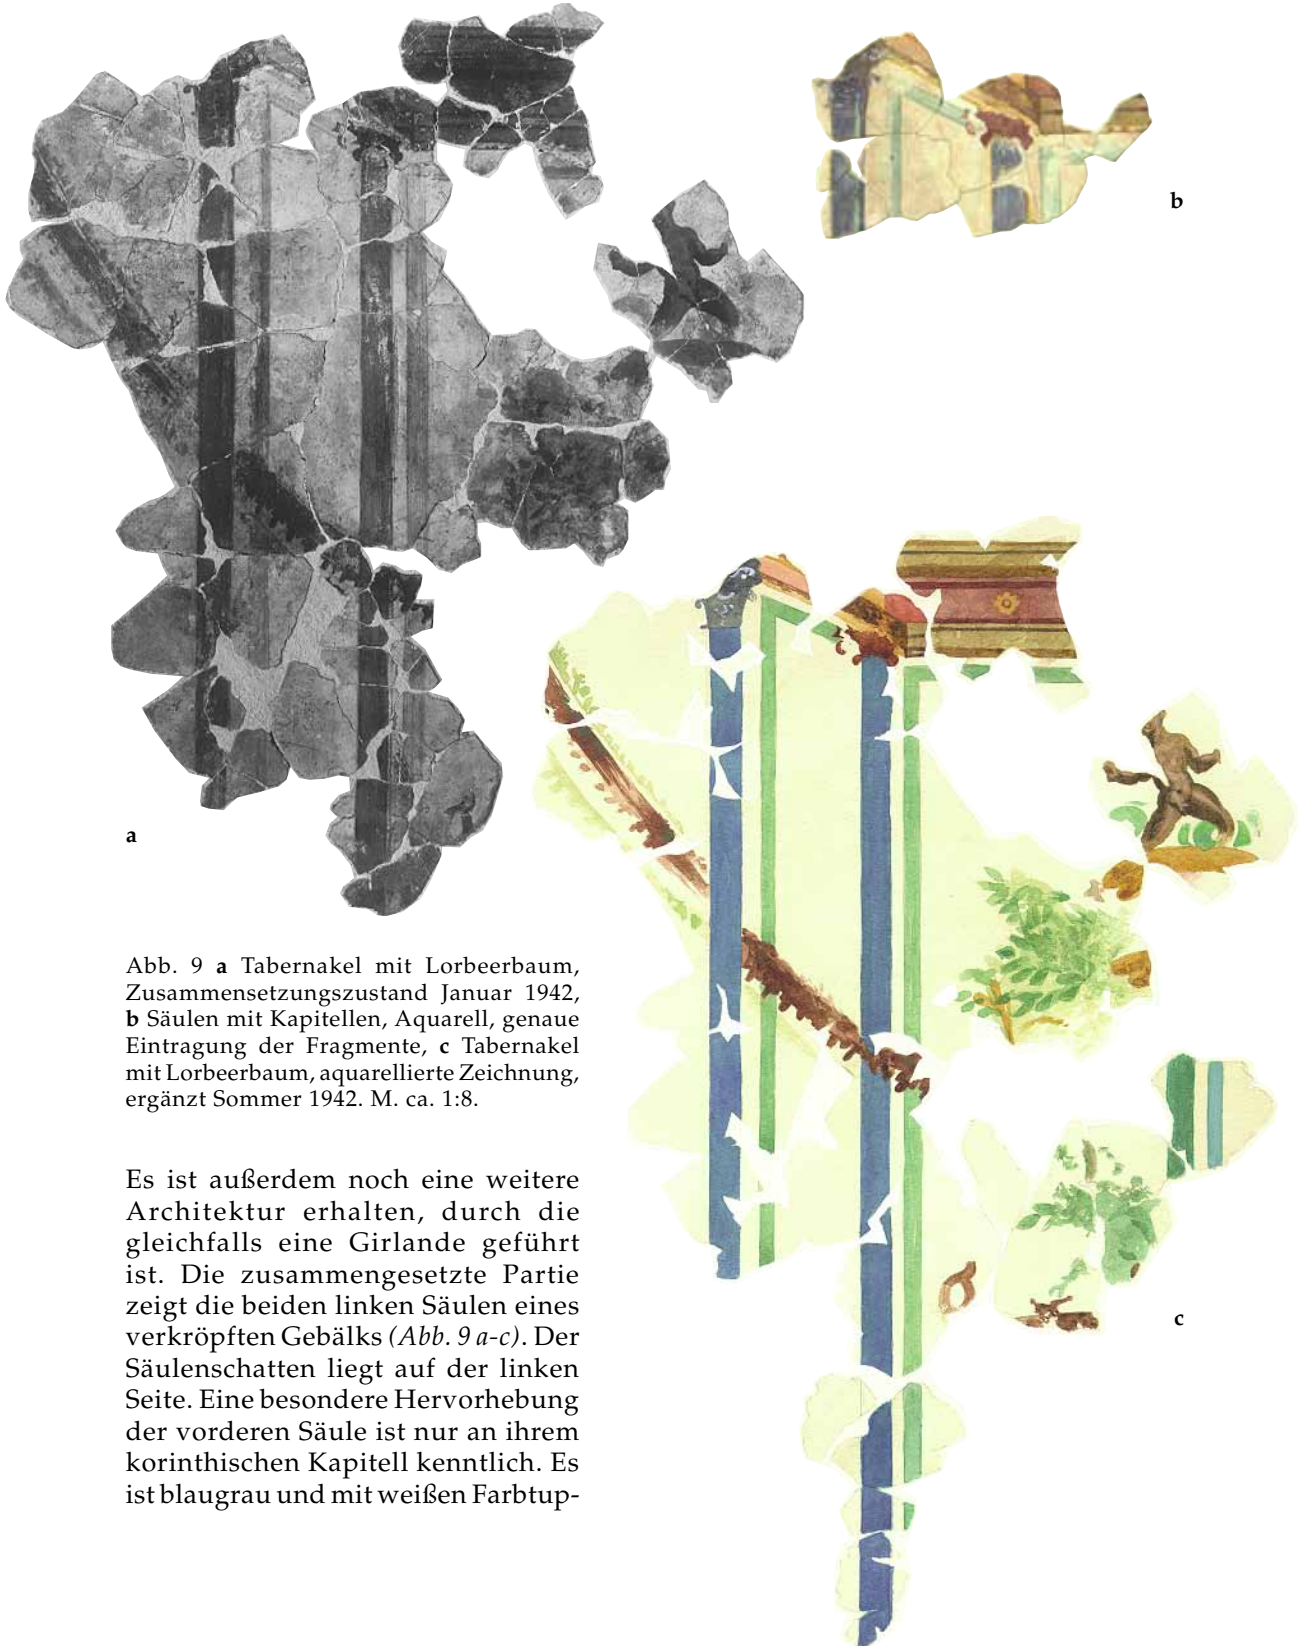 b
a
c
Abb. 9 a Tabernakel mit Lorbeerbaum,
Zusammensetzungszustand Januar 1942,
b Säulen mit Kapitellen, Aquarell, genaue
Eintragung der Fragmente, c Tabernakel
mit Lorbeerbaum, aquarellierte Zeichnung,
ergänzt Sommer 1942. M. ca. 1:8.
Es ist außerdem noch eine weitere
Architektur erhalten, durch die
gleichfalls eine Girlande geführt
ist. Die zusammengesetzte Partie
zeigt die beiden linken Säulen eines
verkröpften Gebälks (Abb. 9 a-c). Der
Säulenschatten liegt auf der linken
Seite. Eine besondere Hervorhebung
der vorderen Säule ist nur an ihrem
korinthischen Kapitell kenntlich. Es
ist blaugrau und mit weißen Farbtup-